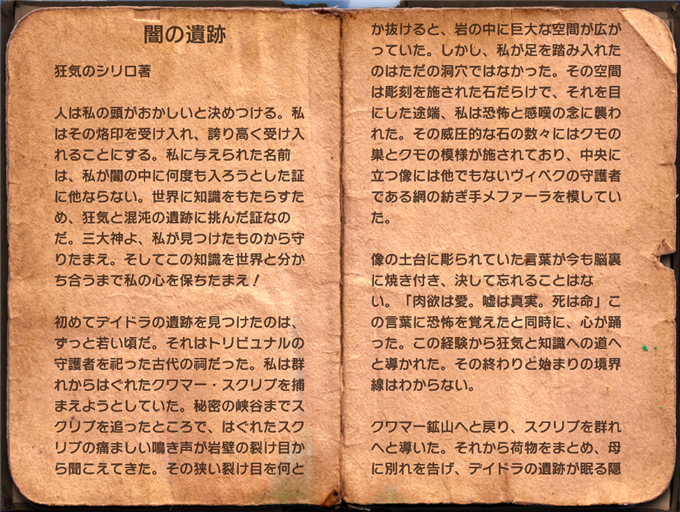 闇の遺跡
狂気のシリロ著
人は私の頭がおかしいと決めつける。私
はその烙印を受け入れ、誇り高く受け入
れることにする。私に与えられた名前
は、私が闇の中に何度も入ろうとした証
に他ならない。世界に知識をもたらすた
め、狂気と混沌の遺跡に挑んだ証なの
だ。三大神よ、私が見つけたものから守
りたまえ。そしてこの知識を世界と分か
ち合うまで私の心を保ちたまえ！
初めてデイドラの遺跡を見つけたのは、
ずっと若い頃だ。それはトリビュナルの
守護者を祀った古代の祠だった。私は群
れからはぐれたクワマー・スクリブを捕
まえようとしていた。秘密の峡谷までス
クリブを追ったところで、はぐれたスク
リブの痛ましい鳴き声が岩壁の裂け目か
ら聞こえてきた。その狭い裂け目を何と
か抜けると、岩の中に巨大な空間が広が
っていた。しかし、私が足を踏み入れた
のはただの洞穴ではなかった。その空間
は彫刻を施された石だらけで、それを目
にした途端、私は恐怖と感嘆の念に襲わ
れた。その威圧的な石の数々にはクモの
巣とクモの模様が施されており、中央に
立つ像には他でもないヴィベクの守護者
である網の紡ぎ手メファーラを模してい
た。
像の土台に彫られていた言葉が今も脳裏
に焼き付き、決して忘れることはな
い。「肉欲は愛。嘘は真実。死は命」こ
の言葉に恐怖を覚えたと同時に、心が踊
った。この経験から狂気と知識への道へ
と導かれた。その終わりと始まりの境界
線はわからない。
クワマー鉱山へと戻り、スクリブを群れ
へと導いた。それから荷物をまとめ、母
に別れを告げ、デイドラの遺跡が眠る隠